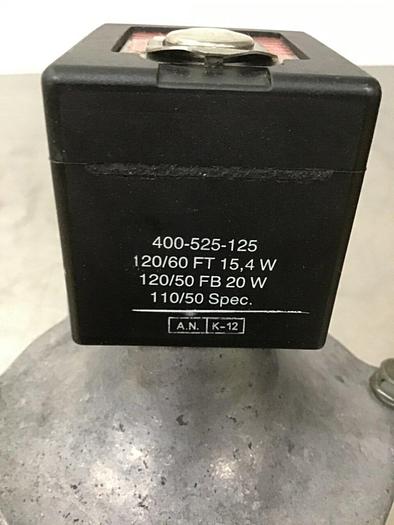 400-525-125
120/60 FT 15,4 W
120/50 FB 20 W
110/50 Spec.
A.N. K-12